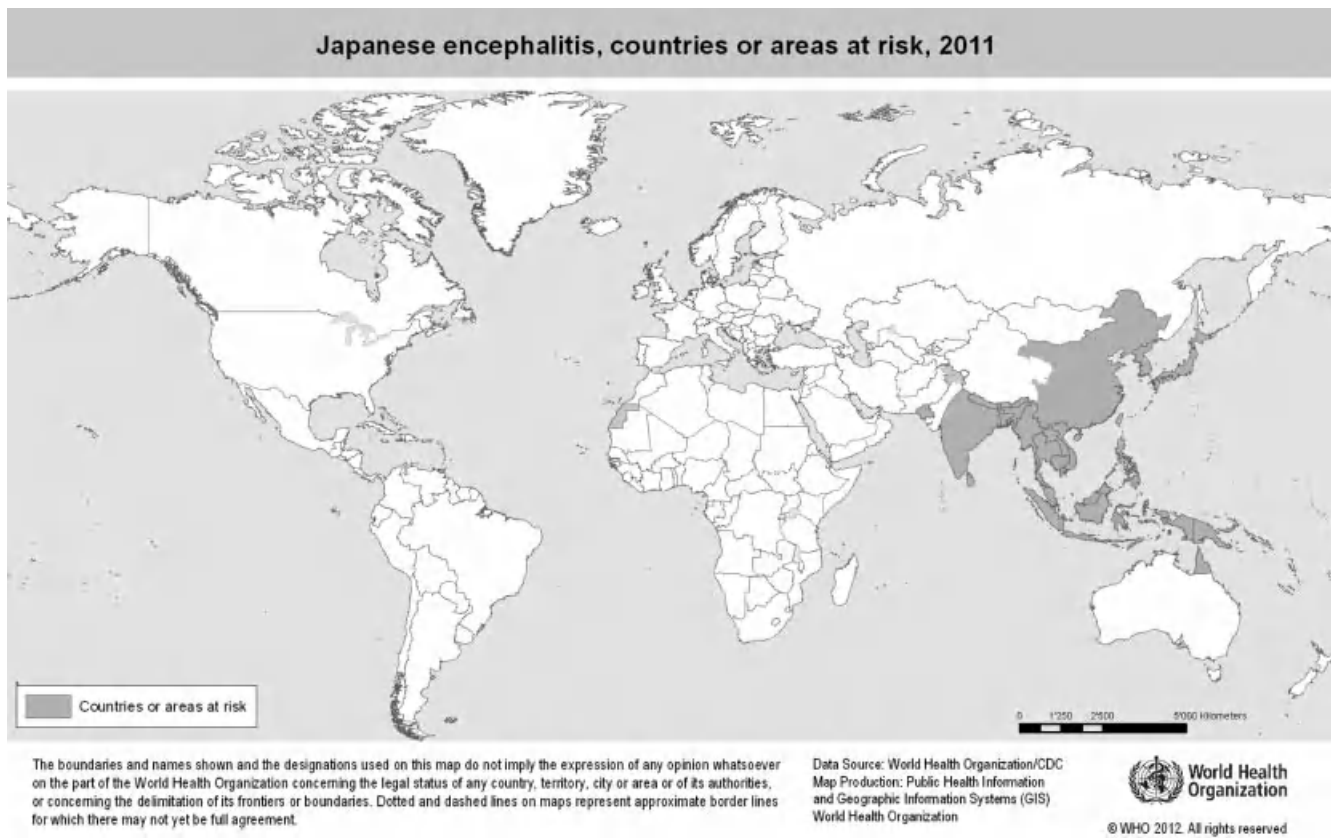 Japanese encephalitis, countries or areas at risk, 2011
Countries or areas at risk
0 1'250 2'500 5'000 Kilometers
The boundaries and names shown and the designations used on this map do not imply the expression of any opinion whatsoever
on the part of the World Health Organization concerning the legal status of any country, territory, city or area or of its authorities,
or concerning the delimitation of its frontiers or boundaries. Dotted and dashed lines on maps represent approximate border lines
for which there may not yet be full agreement.
Data Source: World Health Organization/CDC
Map Production: Public Health Information
and Geographic Information Systems (GIS)
World Health Organization
World Health
Organization
© WHO 2012. All rights reserved